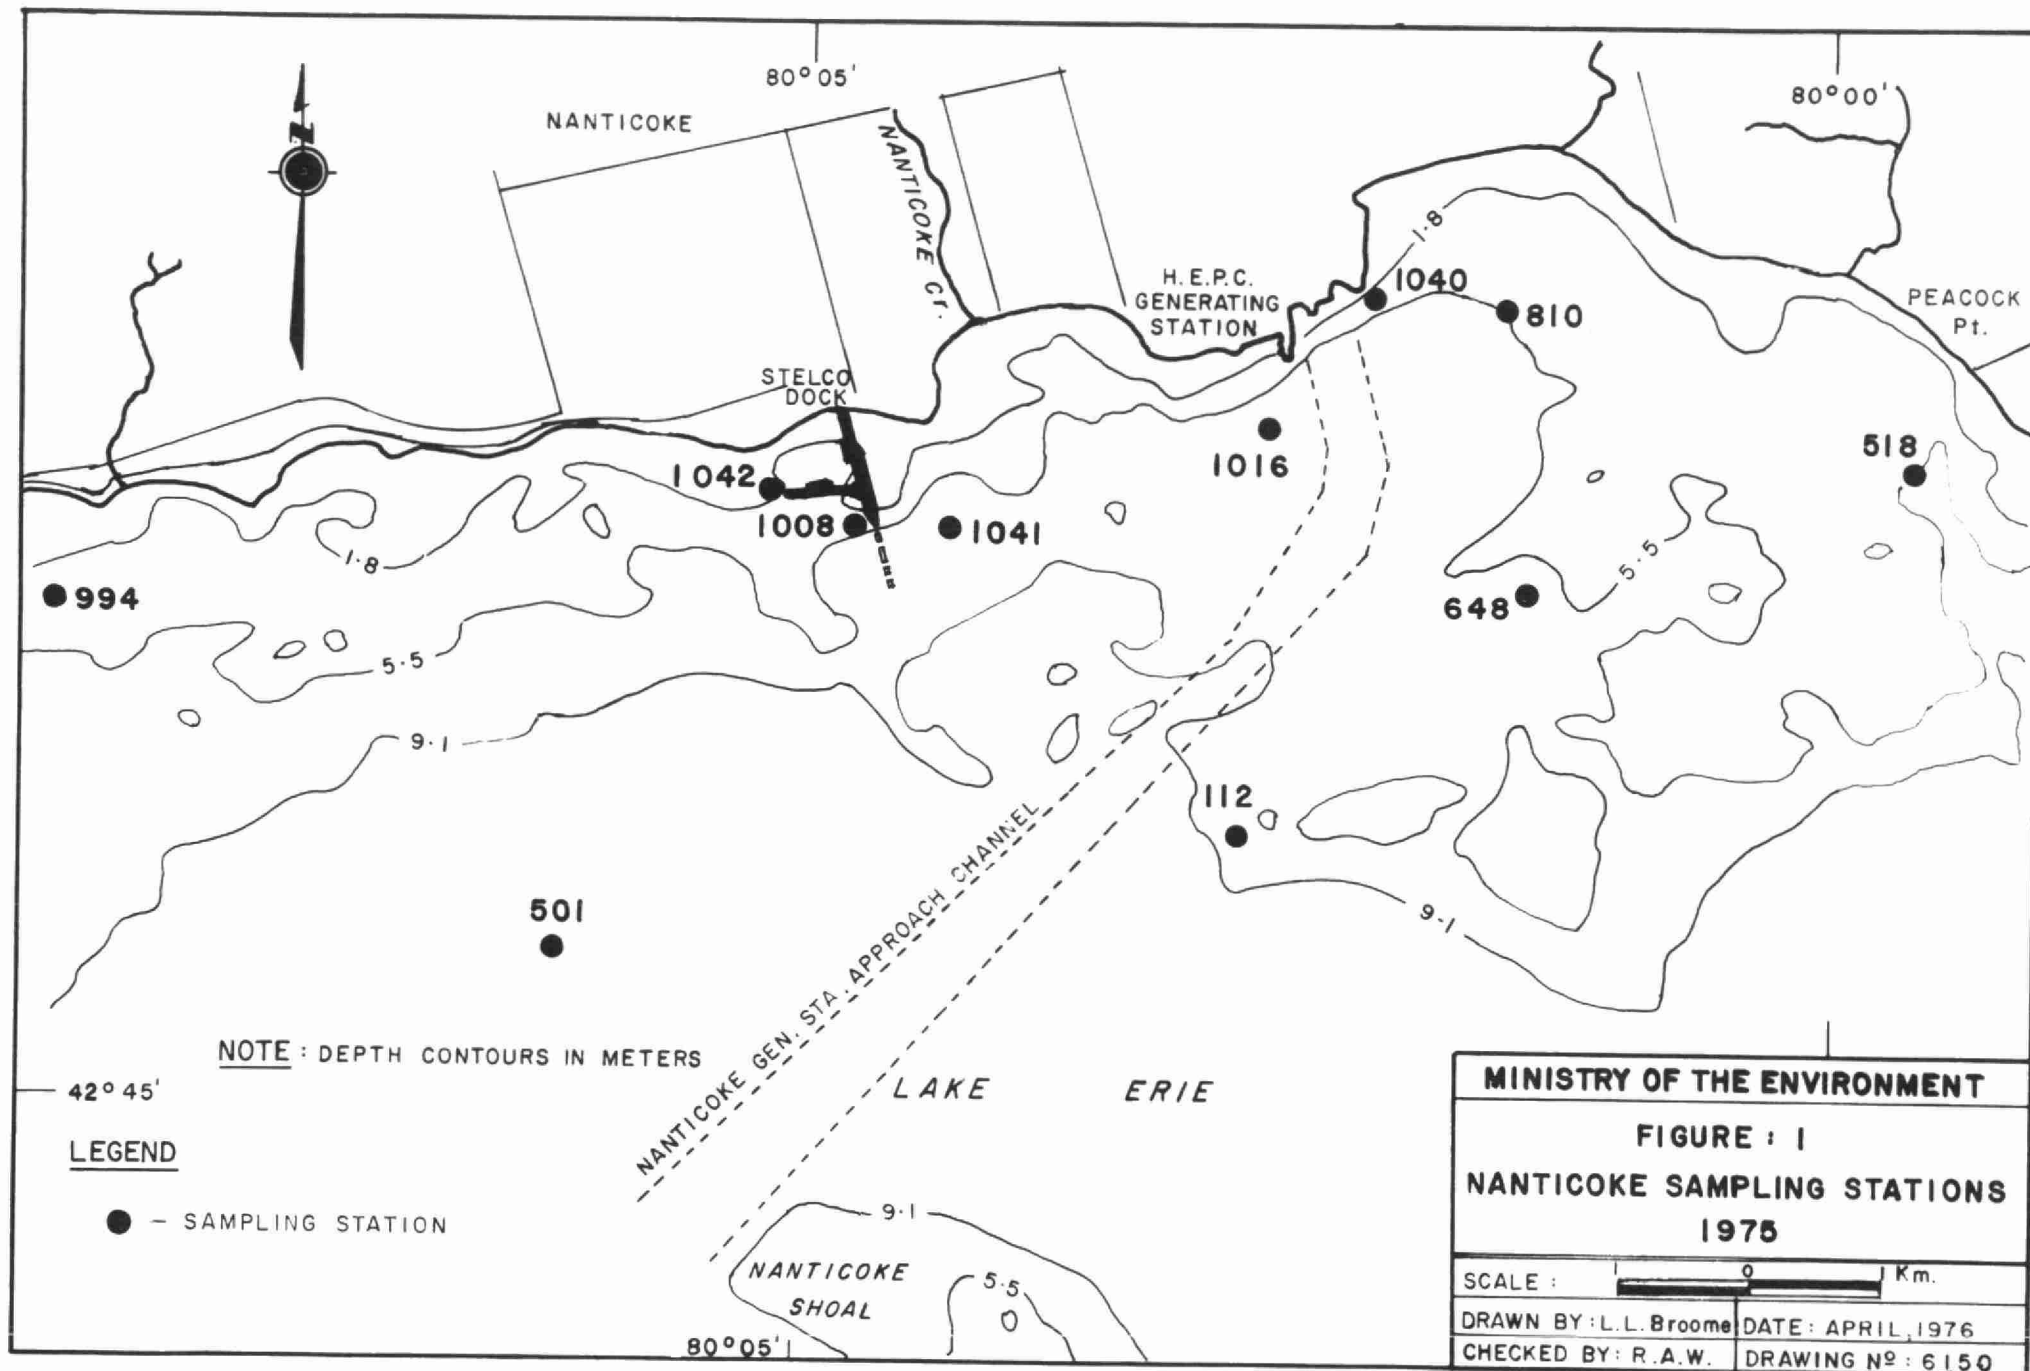 80° 05'
80° 00'
NANTICOKE
NANTICOKE Cr.
N
1·8
H.E.P.C.
GENERATING
STATION
1040
810
PEACOCK
Pt.
STELCO
DOCK
518
1042
1016
1008
1041
1·8
5·5
994
648
5·5
9·1
112
501
9·1
NANTICOKE GEN. STA. APPROACH CHANNEL
NOTE : DEPTH CONTOURS IN METERS
42° 45'
LAKE ERIE
LEGEND
– SAMPLING STATION
9·1
NANTICOKE
SHOAL
5·5
80° 05'
MINISTRY OF THE ENVIRONMENT
FIGURE : 1
NANTICOKE SAMPLING STATIONS
1975
SCALE : 1 0 1 Km.
DRAWN BY : L.L. Broome DATE : APRIL, 1976
CHECKED BY : R.A.W. DRAWING Nº : 6150